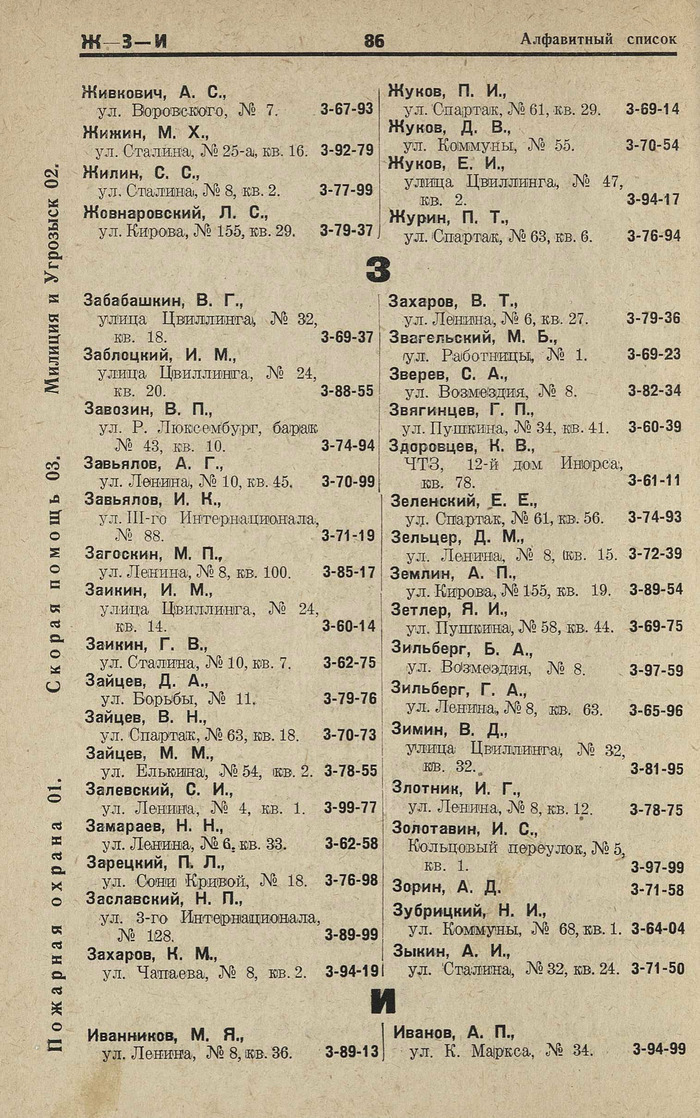 Ж—З—И
86
Алфавитный список
Живкович, А. С.,
ул. Воровского, № 7. 3-67-93
Жижин, М. Х.,
ул. Сталина, № 25-а, кв. 16. 3-92-79
Жилин, С. С.,
ул. Сталина, № 8, кв. 2. 3-77-99
Жовнаровский, Л. С.,
ул. Кирова, № 155, кв. 29. 3-79-37
Жуков, П. И.,
ул. Спартак, № 61, кв. 29. 3-69-14
Жуков, Д. В.,
ул. Коммуны, № 55. 3-70-54
Жуков, Е. И.,
улица Цвиллинга, № 47,
кв. 2. 3-94-17
Журин, П. Т.,
ул. Спартак, № 63, кв. 6. 3-76-94
З
Забабашкин, В. Г.,
улица Цвиллинга, № 32,
кв. 18. 3-69-37
Заблоцкий, И. М.,
улица Цвиллинга, № 24,
кв. 20. 3-88-55
Завозин, В. П.,
ул. Р. Люксембург, барак
№ 43, кв. 10. 3-74-94
Завьялов, А. Г.,
ул. Ленина, № 10, кв. 45. 3-70-99
Завьялов, И. К.,
ул. III-го Интернационала,
№ 88. 3-71-19
Загоскин, М. П.,
ул. Ленина, № 8, кв. 100. 3-85-17
Заикин, И. М.,
улица Цвиллинга, № 24,
кв. 14. 3-60-14
Заикин, Г. В.,
ул. Сталина, № 10, кв. 7. 3-62-75
Зайцев, Д. А.,
ул. Борьбы, № 11. 3-79-76
Зайцев, В. Н.,
ул. Спартак, № 63, кв. 18. 3-70-73
Зайцев, М. М.,
ул. Елькина, № 54, кв. 2. 3-78-55
Залевский, С. И.,
ул. Ленина, № 4, кв. 1. 3-99-77
Замараев, Н. Н.,
ул. Ленина, № 6, кв. 33. 3-62-58
Зарецкий, П. Л.,
ул. Сони Кривой, № 18. 3-76-98
Заславский, Н. П.,
ул. 3-го Интернационала,
№ 128. 3-89-99
Захаров, К. М.,
ул. Чапаева, № 8, кв. 2. 3-94-19
Захаров, В. Т.,
ул. Ленина, № 6, кв. 27. 3-79-36
Звагельский, М. Б.,
ул. Работницы, № 1. 3-69-23
Зверев, С. А.,
ул. Возмездия, № 8. 3-82-34
Звягинцев, Г. П.,
ул. Пушкина, № 34, кв. 41. 3-60-39
Здоровцев, К. В.,
ЧТЗ, 12-й дом Инорса,
кв. 78. 3-61-11
Зеленский, Е. Е.,
ул. Спартак, № 61, кв. 56. 3-74-93
Зельцер, Д. М.,
ул. Ленина, № 8, кв. 15. 3-72-39
Землин, А. П.,
ул. Кирова, № 155, кв. 19. 3-89-54
Зетлер, Я. И.,
ул. Пушкина, № 58, кв. 44. 3-69-75
Зильберг, Б. А.,
ул. Возмездия, № 8. 3-97-59
Зильберг, Г. А.,
ул. Ленина, № 8, кв. 63. 3-65-96
Зимин, В. Д.,
улица Цвиллинга, № 32,
кв. 32. 3-81-95
Злотник, И. Г.,
ул. Ленина, № 8, кв. 12. 3-78-75
Золотавин, И. С.,
Кольцовый переулок, № 5,
кв. 1. 3-97-99
Зорин, А. Д. 3-71-58
Зубрицкий, Н. И.,
ул. Коммуны, № 68, кв. 1. 3-64-04
Зыкин, А. И.,
ул. Сталина, № 32, кв. 24. 3-71-50
И
Иванников, М. Я.,
ул. Ленина, № 8, кв. 36. 3-89-13
Иванов, А. П.,
ул. К. Маркса, № 34. 3-94-99
Пожарная охрана 01. Скорая помощь 03. Милиция и Угрозыск 02.